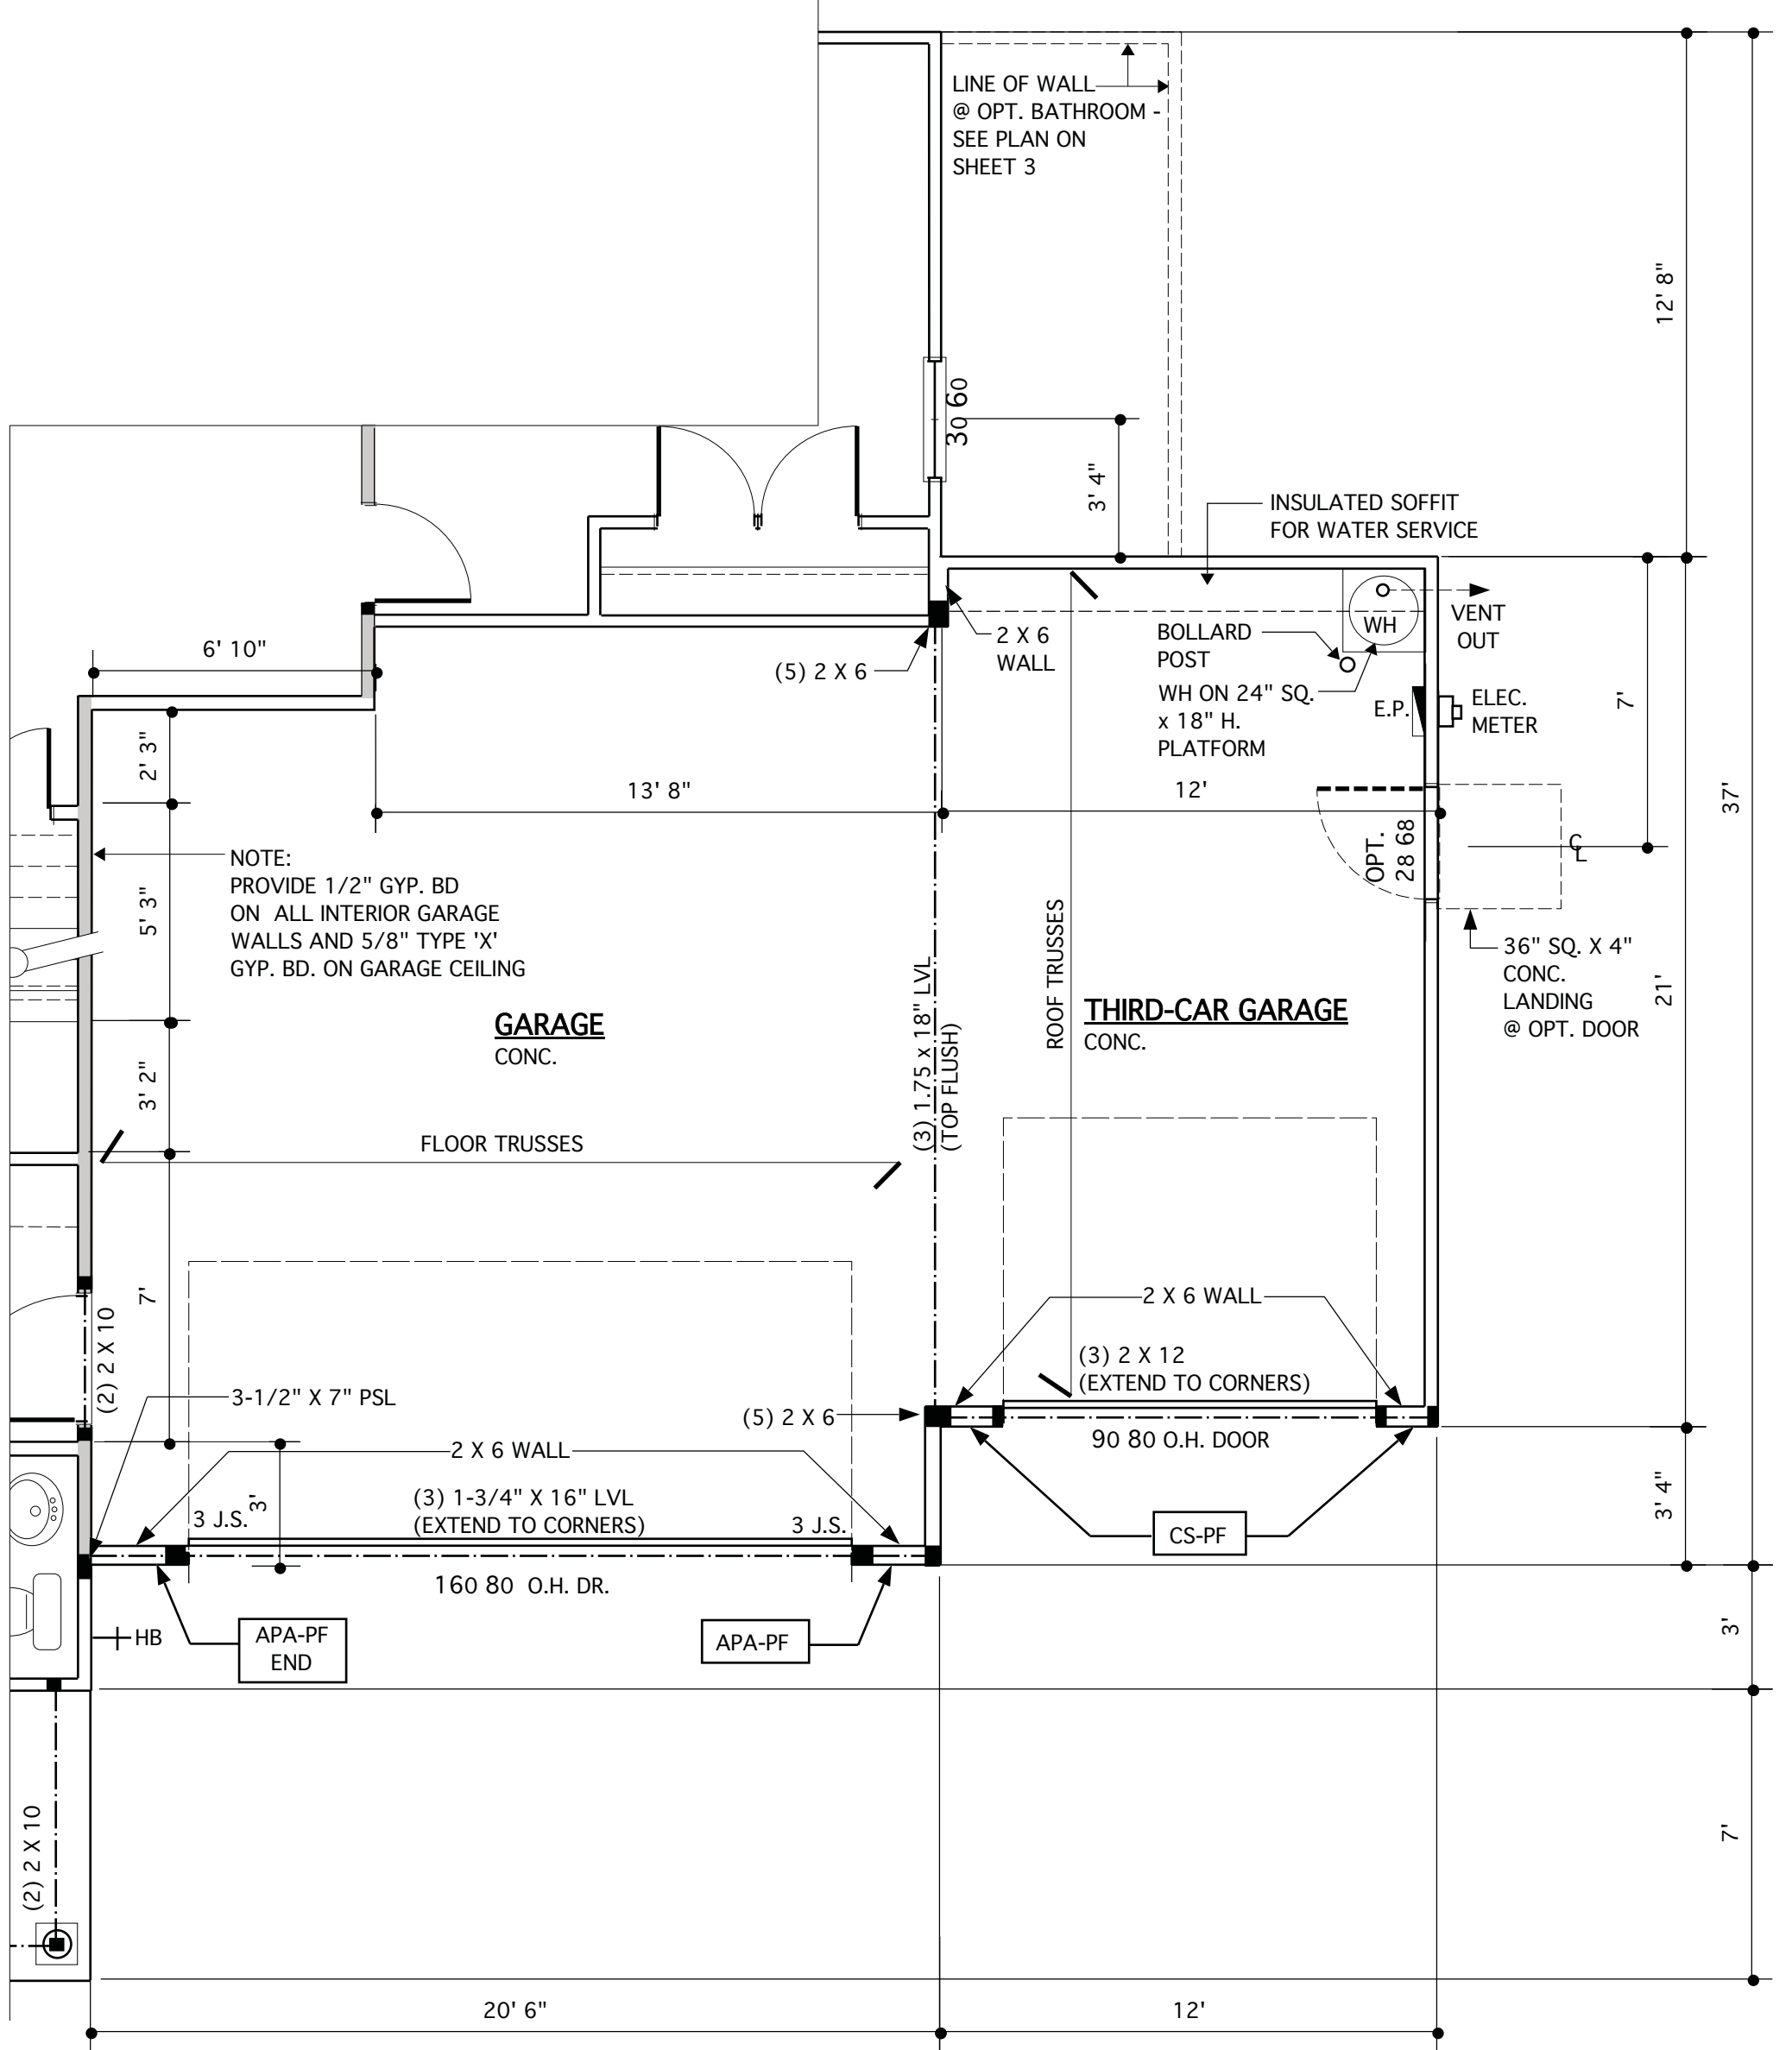 LINE OF WALL
@ OPT. BATHROOM -
SEE PLAN ON
SHEET 3
12' 8"
30 60
3' 4"
INSULATED SOFFIT
FOR WATER SERVICE
WH
VENT
OUT
BOLLARD
POST
2 X 6
WALL
(5) 2 X 6
6' 10"
WH ON 24" SQ.
x 18" H.
PLATFORM
E.P.
ELEC.
METER
7'
2' 3"
13' 8"
12'
37'
OPT.
28 68
CL
NOTE:
PROVIDE 1/2" GYP. BD
ON ALL INTERIOR GARAGE
WALLS AND 5/8" TYPE 'X'
GYP. BD. ON GARAGE CEILING
5' 3"
36" SQ. X 4"
CONC.
LANDING
@ OPT. DOOR
21'
ROOF TRUSSES
GARAGE
CONC.
(3) 1.75 x 18" LVL
(TOP FLUSH)
THIRD-CAR GARAGE
CONC.
3' 2"
FLOOR TRUSSES
7'
(2) 2 X 10
2 X 6 WALL
(3) 2 X 12
(EXTEND TO CORNERS)
3-1/2" X 7" PSL
(5) 2 X 6
90 80 O.H. DOOR
2 X 6 WALL
3'
3 J.S.
(3) 1-3/4" X 16" LVL
(EXTEND TO CORNERS)
3 J.S.
CS-PF
3' 4"
160 80 O.H. DR.
HB
APA-PF
END
APA-PF
3'
(2) 2 X 10
7'
20' 6"
12'